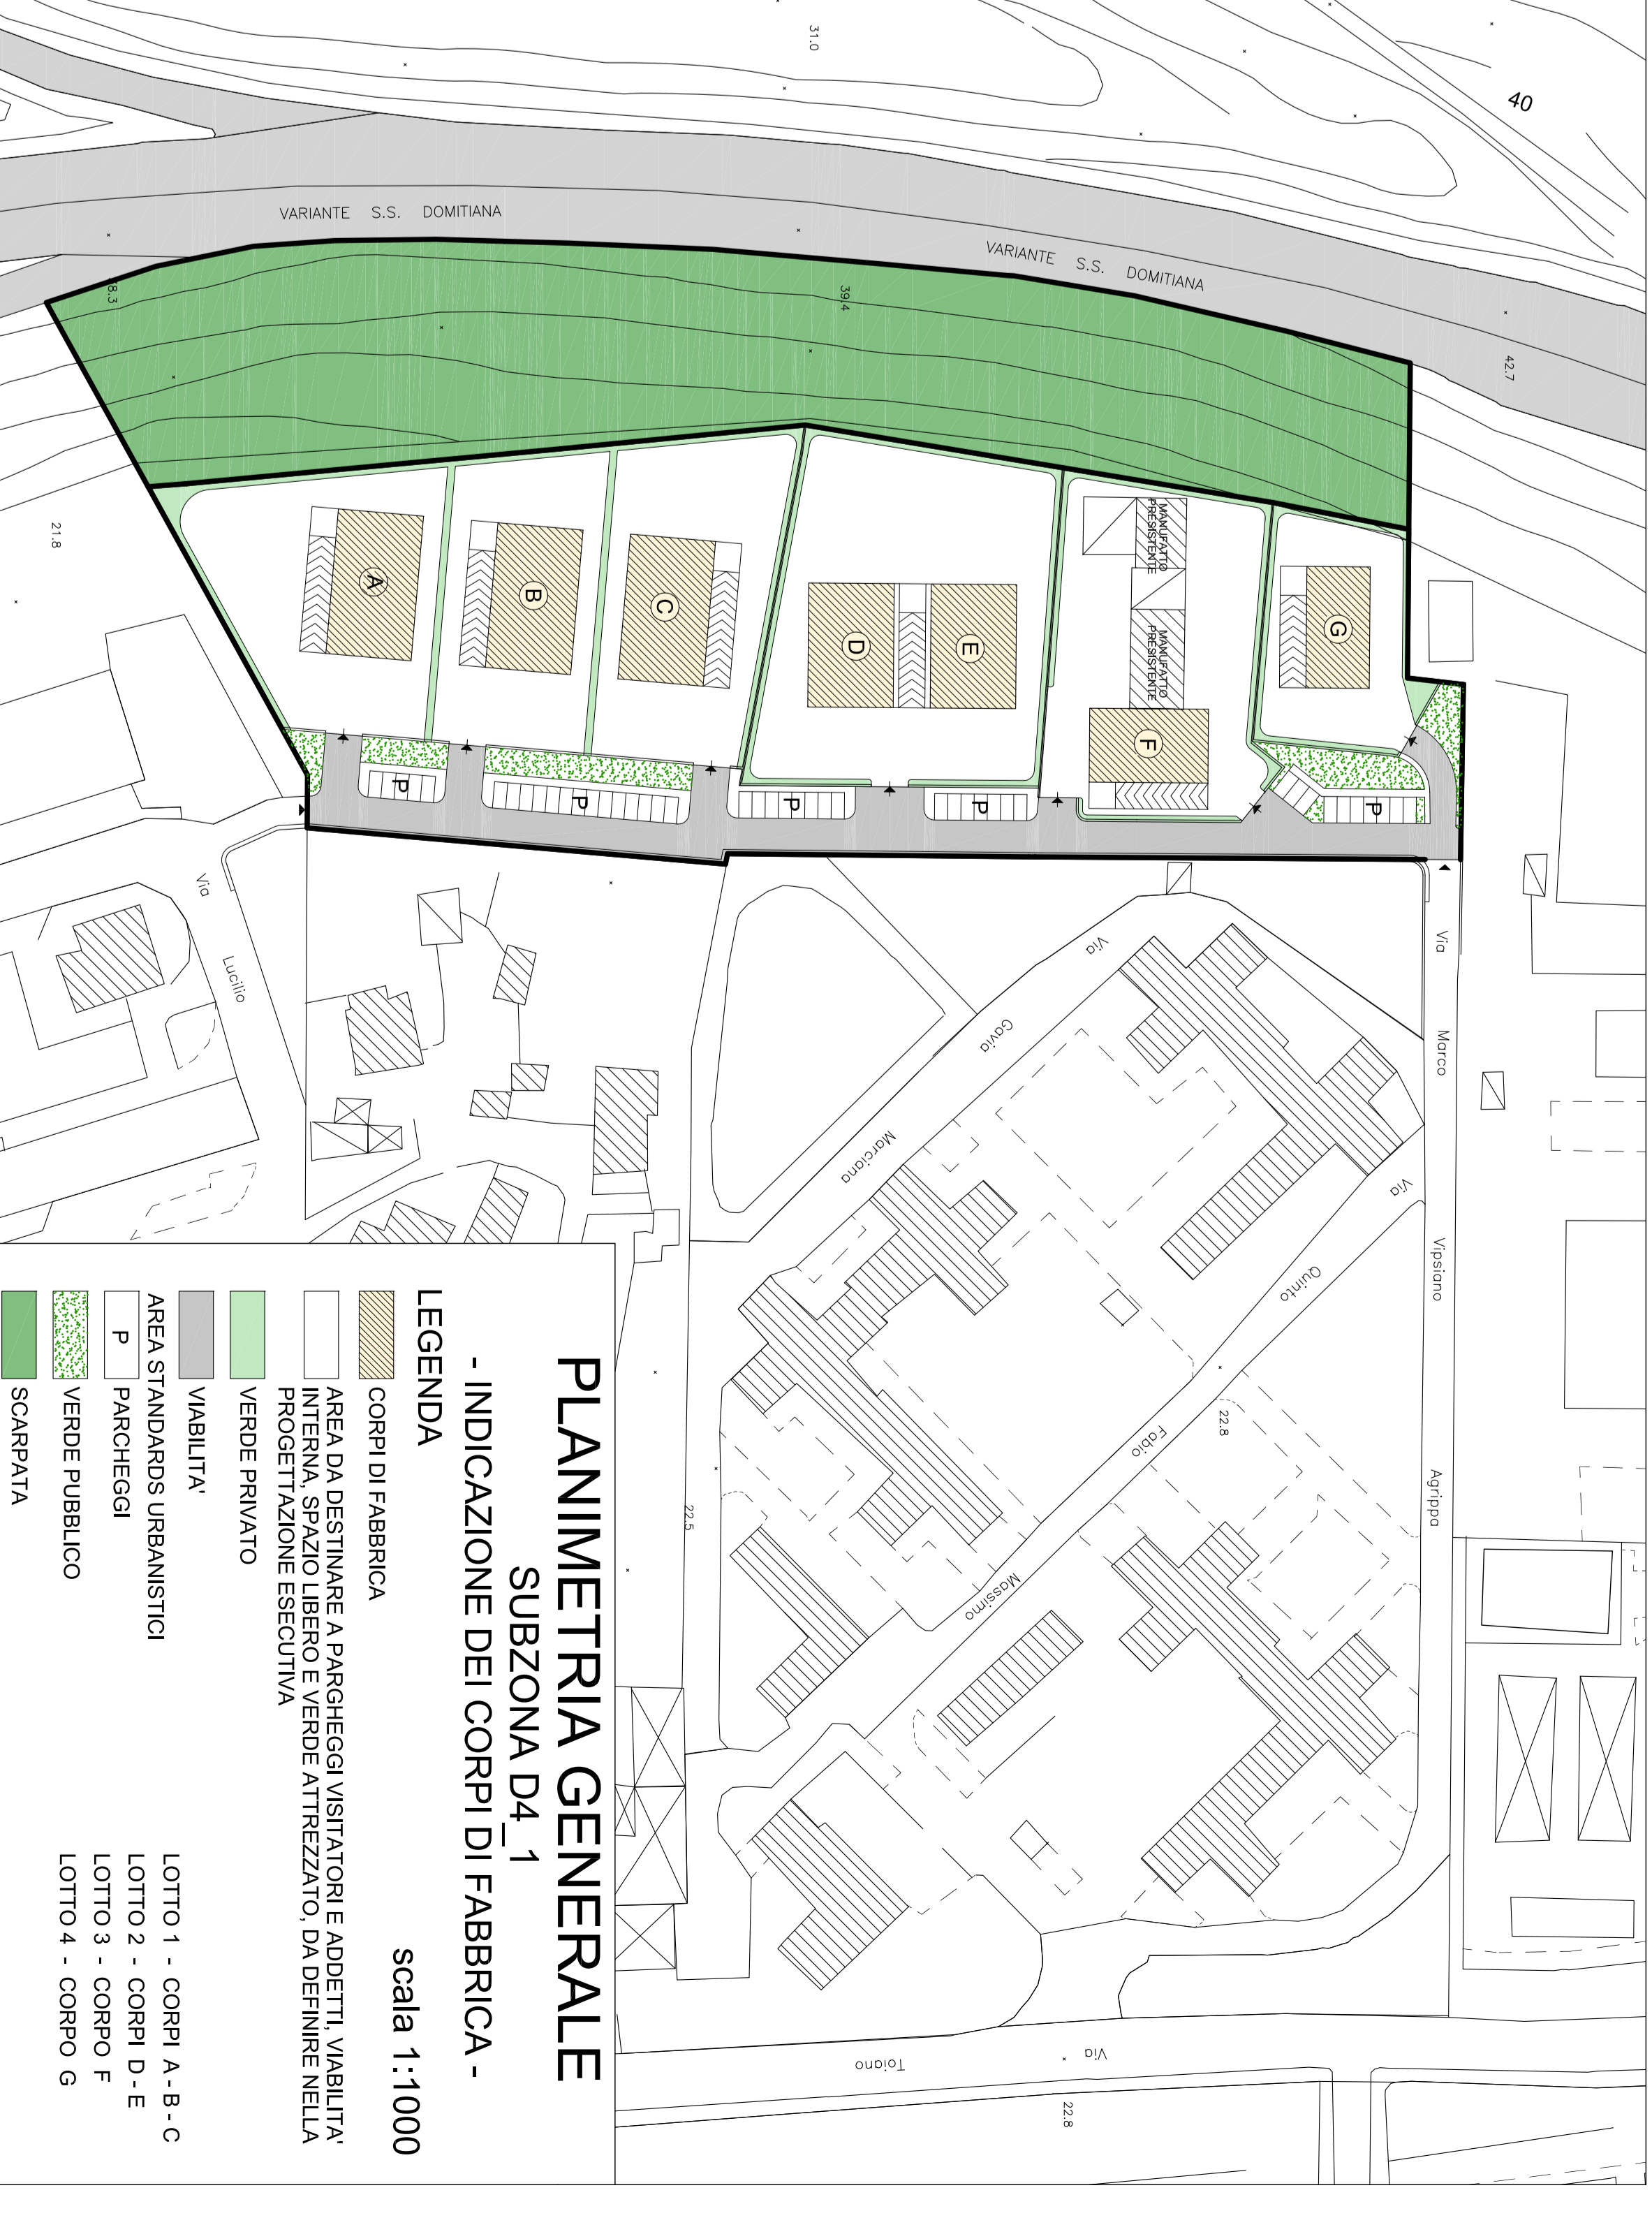 PLANIMETRIA GENERALE
SUBZONA D4_1
- INDICAZIONE DEI CORPI DI FABBRICA -
scala 1:1000
LEGENDA
CORPI DI FABBRICA
AREA DA DESTINARE A PARGHEGGI VISITATORI E ADDETTI, VIABILITA'
INTERNA, SPAZIO LIBERO E VERDE ATTREZZATO, DA DEFINIRE NELLA
PROGETTAZIONE ESECUTIVA
VERDE PRIVATO
VIABILITA'
AREA STANDARDS URBANISTICI
P PARCHEGGI
VERDE PUBBLICO
SCARPATA
LOTTO 1 - CORPI A - B - C
LOTTO 2 - CORPI D - E
LOTTO 3 - CORPO F
LOTTO 4 - CORPO G
VARIANTE S.S. DOMITIANA
VARIANTE S.S. DOMITIANA
31.0
40
42.7
39.4
8.3
21.8
A
B
C
D
E
F
G
MANUFATTO
PRESISTENTE
MANUFATTO
PRESISTENTE
P
P
P
P
P
Via Lucilio
Via Gavia Marciana
Via Marco Vipsiano Agrippa
Via Quinto Fabio Massimo
Via Toiano
22.8
22.5
22.8